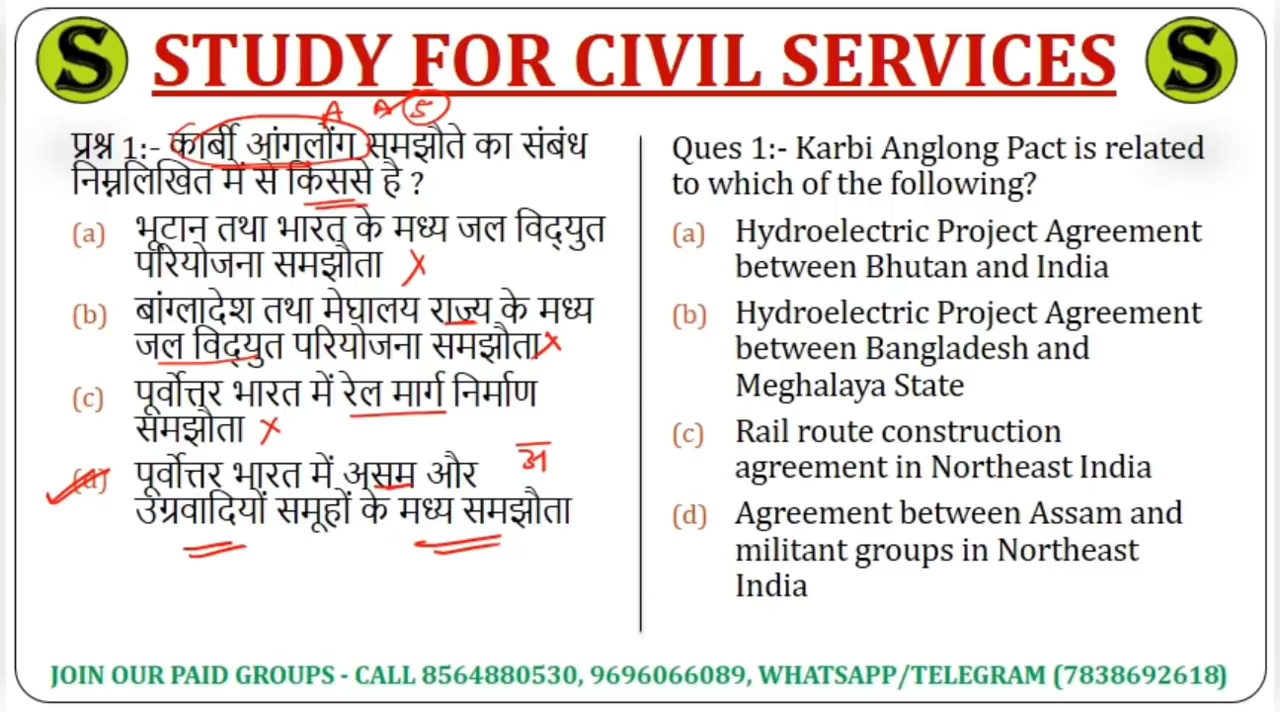 S
STUDY FOR CIVIL SERVICES
S
A A 5
प्रश्न 1:- कार्बी आंगलोंग समझौते का संबंध
निम्नलिखित में से किससे है ?
(a) भूटान तथा भारत के मध्य जल विद्युत
परियोजना समझौता
(b) बांग्लादेश तथा मेघालय राज्य के मध्य
जल विद्युत परियोजना समझौता
(c) पूर्वोत्तर भारत में रेल मार्ग निर्माण
समझौता
अ
(d) पूर्वोत्तर भारत में असम और
उग्रवादियों समूहों के मध्य समझौता
Ques 1:- Karbi Anglong Pact is related
to which of the following?
(a) Hydroelectric Project Agreement
between Bhutan and India
(b) Hydroelectric Project Agreement
between Bangladesh and
Meghalaya State
(c) Rail route construction
agreement in Northeast India
(d) Agreement between Assam and
militant groups in Northeast
India
JOIN OUR PAID GROUPS - CALL 8564880530, 9696066089, WHATSAPP/TELEGRAM (7838692618)